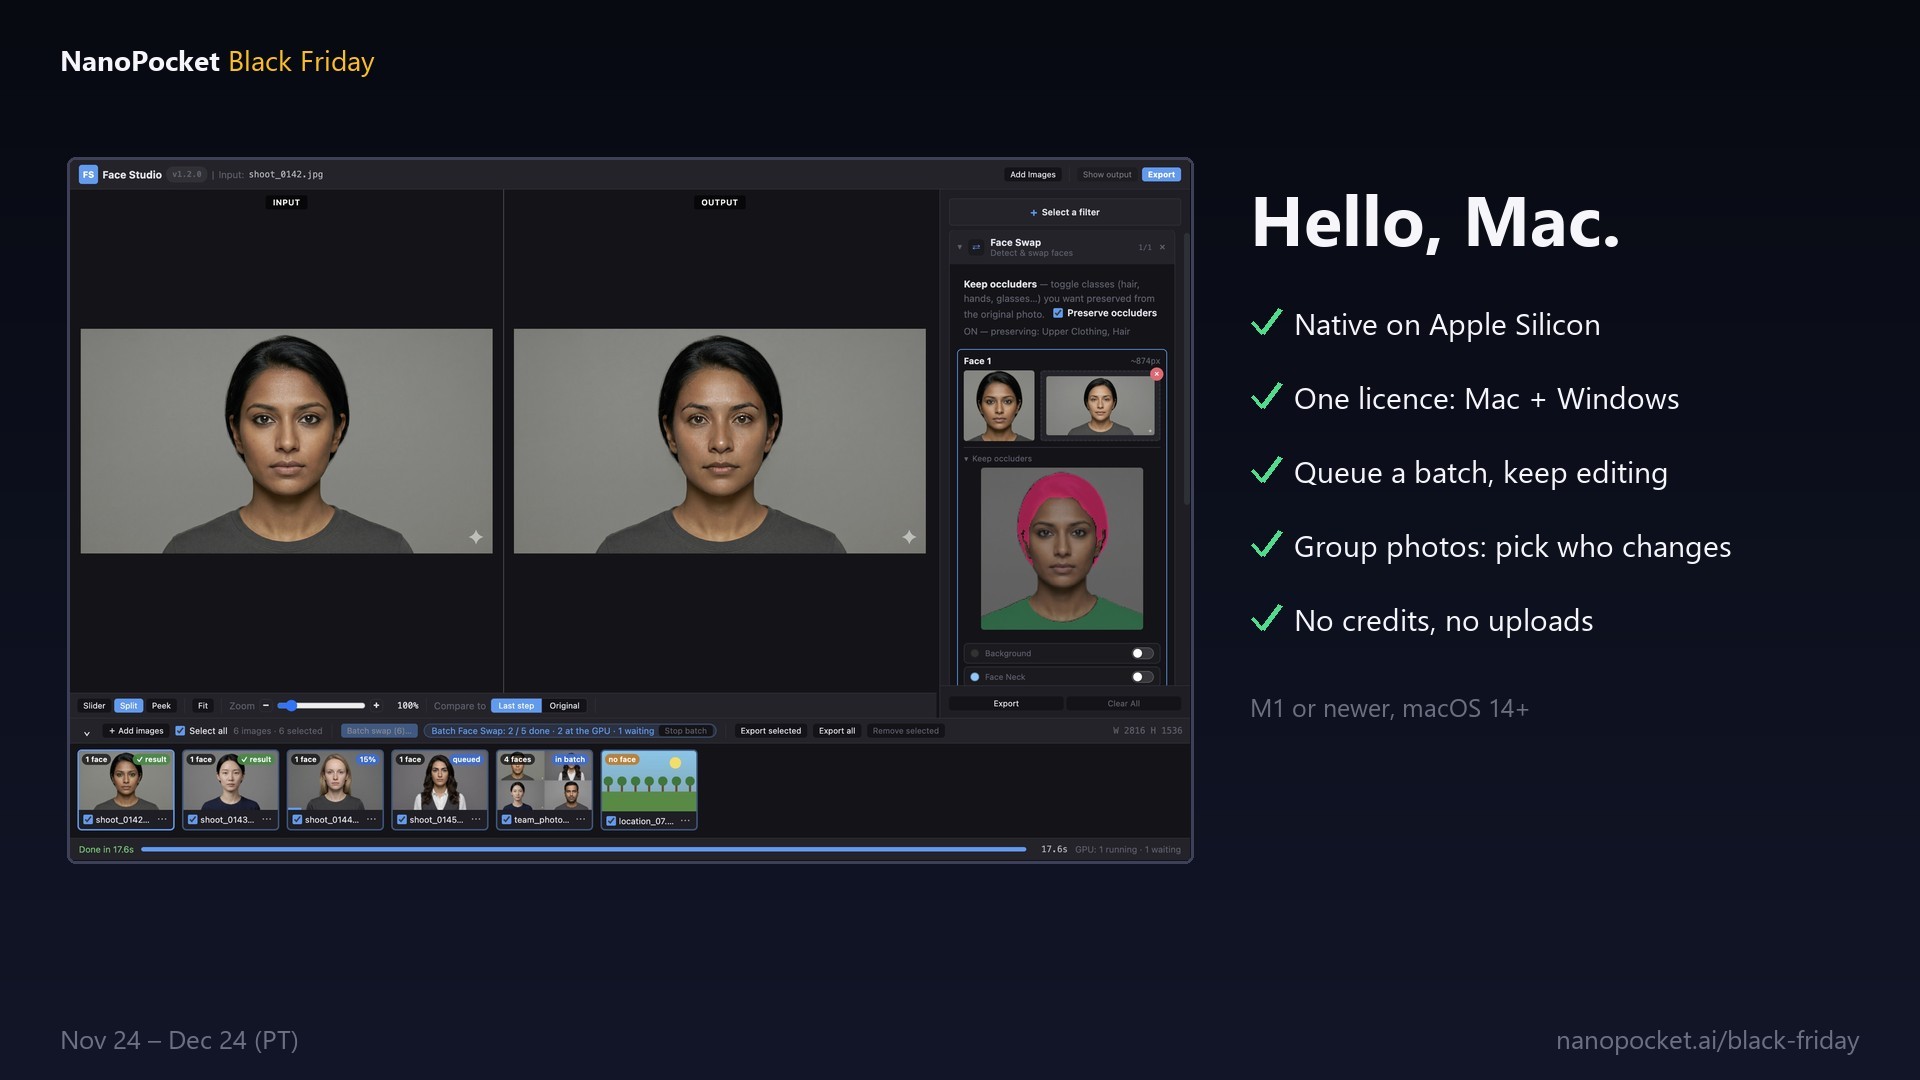 NanoPocket Black Friday
FS Face Studio v1.2.0 | Input: shoot_0142.jpg
Add Images Show output Export
INPUT
OUTPUT
+ Select a filter
Face Swap 1/1 ×
Detect & swap faces
Keep occluders — toggle classes (hair,
hands, glasses...) you want preserved from
the original photo. Preserve occluders
ON — preserving: Upper Clothing, Hair
Face 1 ~874px
Keep occluders
Background
Face Neck
Export Clear All
Slider Split Peek Fit Zoom − + 100% Compare to Last step Original
+ Add images Select all 6 images · 6 selected Batch swap (6)... Batch Face Swap: 2 / 5 done · 2 at the GPU · 1 waiting Stop batch Export selected Export all Remove selected W 2816 H 1536
1 face ✓ result
shoot_0142... ...
1 face ✓ result
shoot_0143... ...
1 face 15%
shoot_0144... ...
1 face queued
shoot_0145... ...
4 faces in batch
team_photo... ...
no face
location_07.... ...
Done in 17.6s 17.6s GPU: 1 running · 1 waiting
Hello, Mac.
Native on Apple Silicon
One licence: Mac + Windows
Queue a batch, keep editing
Group photos: pick who changes
No credits, no uploads
M1 or newer, macOS 14+
Nov 24 – Dec 24 (PT)
nanopocket.ai/black-friday